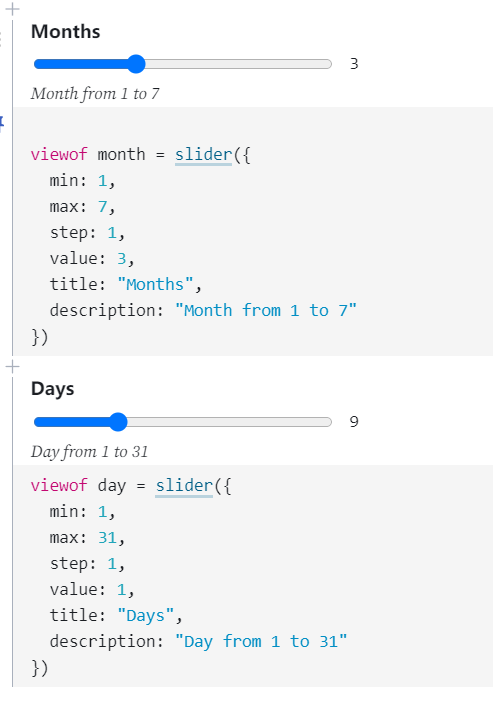 Months
3
Month from 1 to 7
viewof month = slider({
  min: 1,
  max: 7,
  step: 1,
  value: 3,
  title: "Months",
  description: "Month from 1 to 7"
})
Days
9
Day from 1 to 31
viewof day = slider({
  min: 1,
  max: 31,
  step: 1,
  value: 1,
  title: "Days",
  description: "Day from 1 to 31"
})